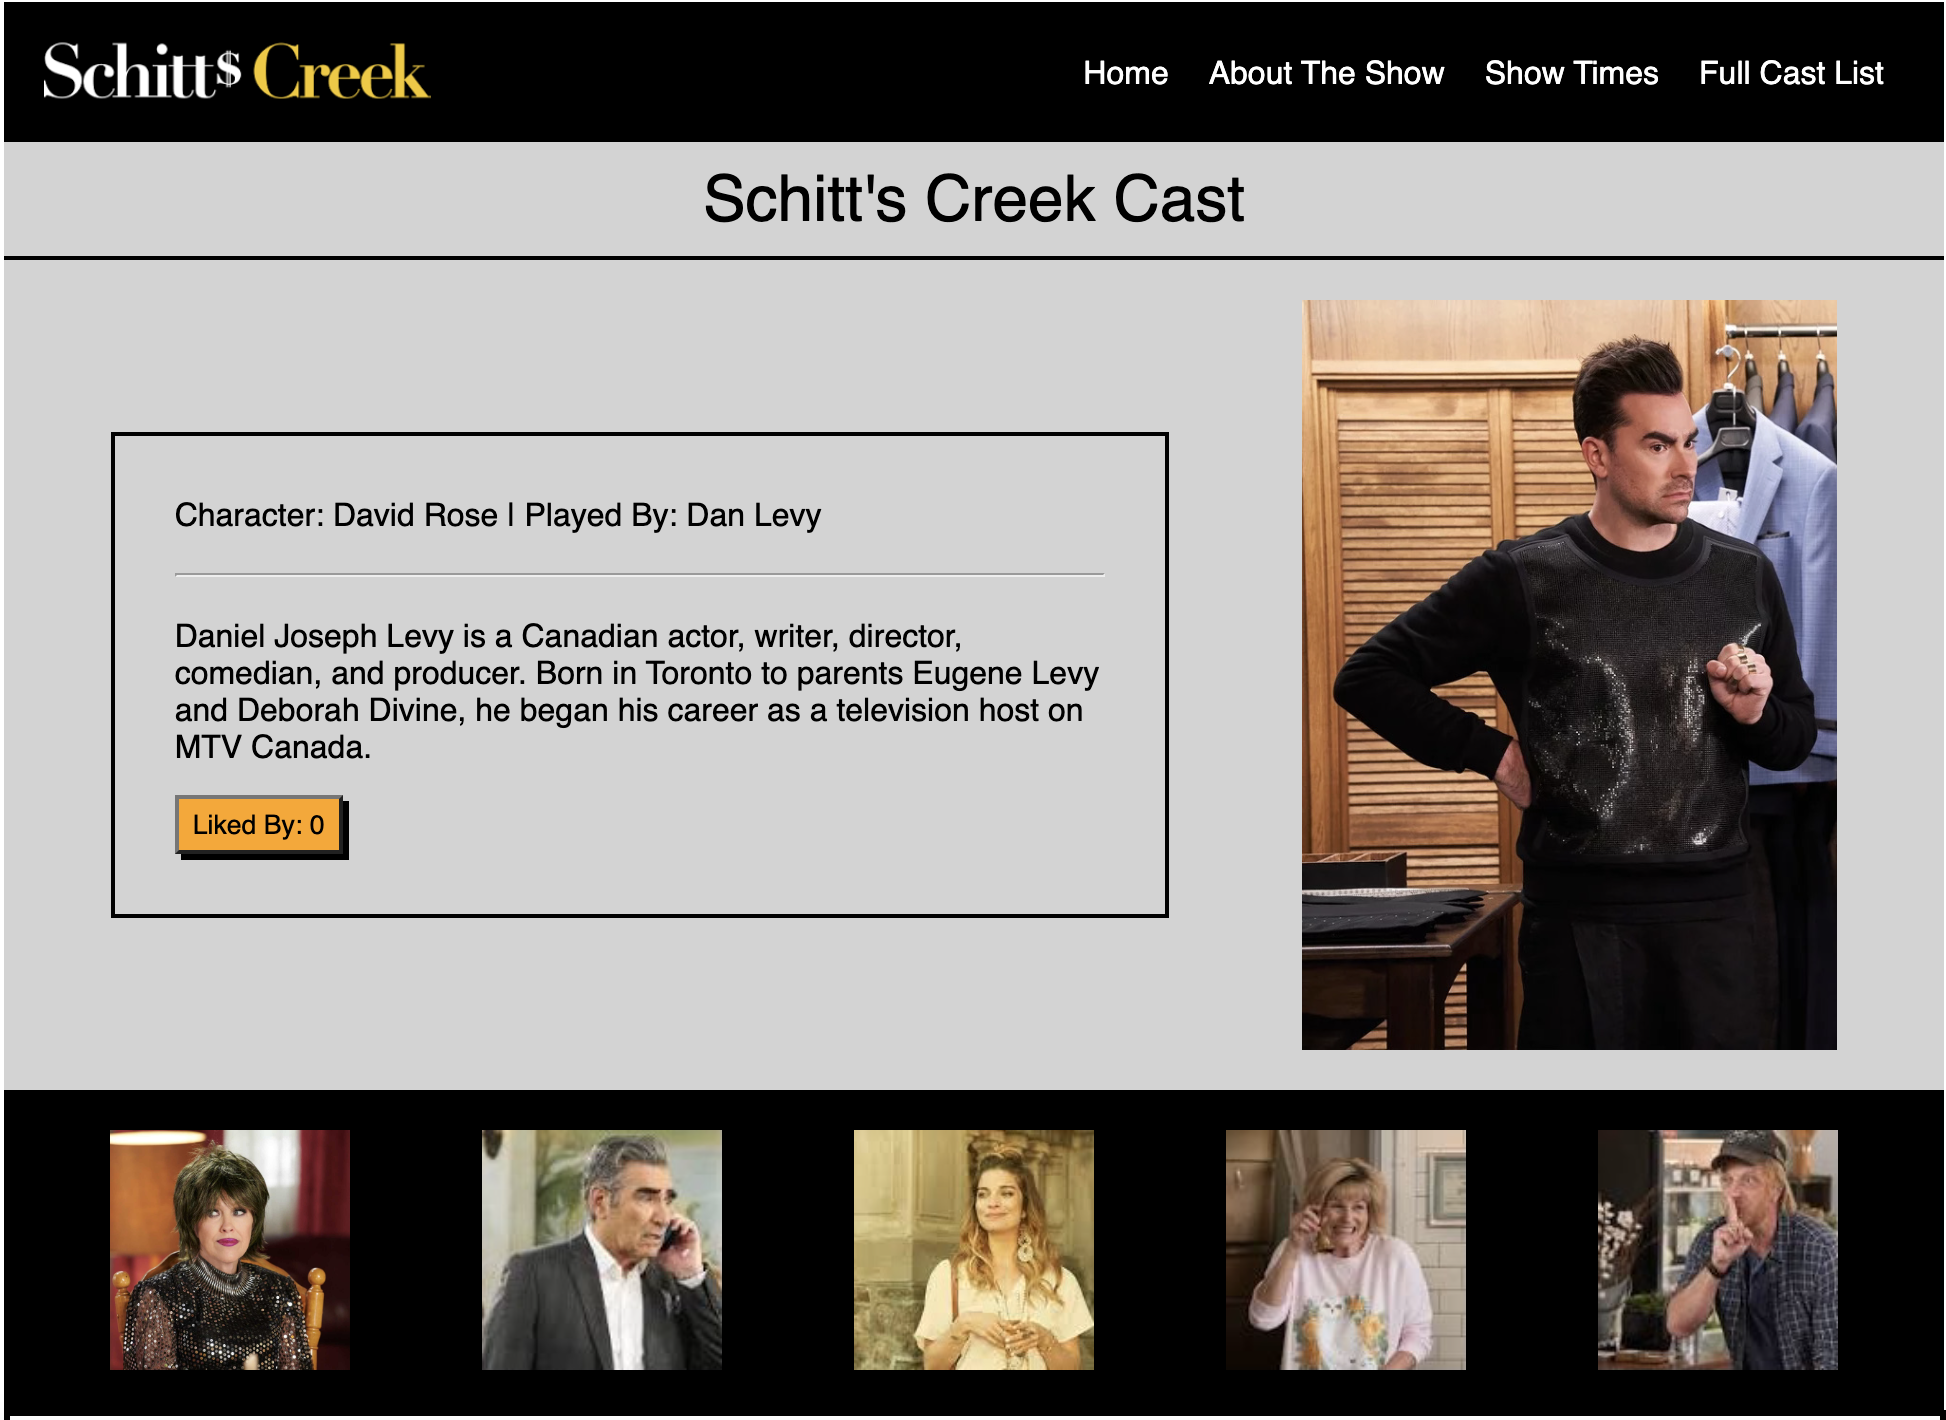 Schitt$ Creek
Home About The Show Show Times Full Cast List
Schitt's Creek Cast
Character: David Rose | Played By: Dan Levy
Daniel Joseph Levy is a Canadian actor, writer, director,
comedian, and producer. Born in Toronto to parents Eugene Levy
and Deborah Divine, he began his career as a television host on
MTV Canada.
Liked By: 0